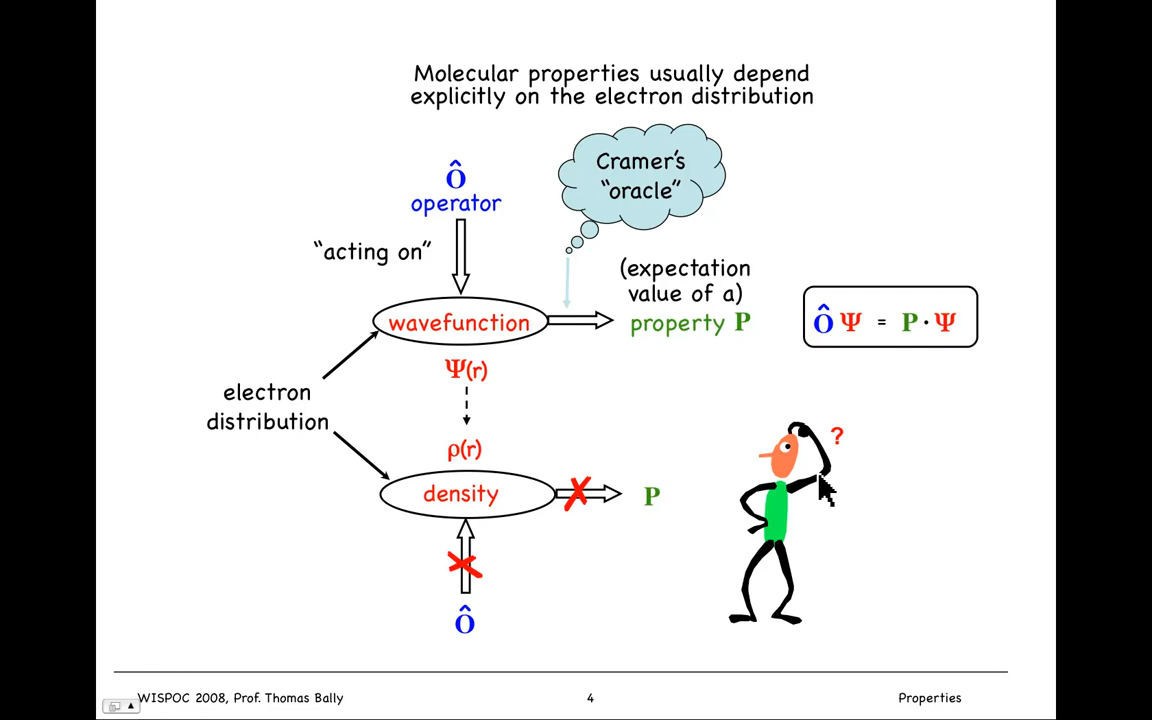 Molecular properties usually depend
explicitly on the electron distribution
Cramer's
"oracle"
Ô
operator
"acting on"
(expectation
value of a)
wavefunction
property P
Ô Ψ = P · Ψ
Ψ(r)
electron
distribution
?
ρ(r)
density
P
Ô
WISPOC 2008, Prof. Thomas Bally
4
Properties